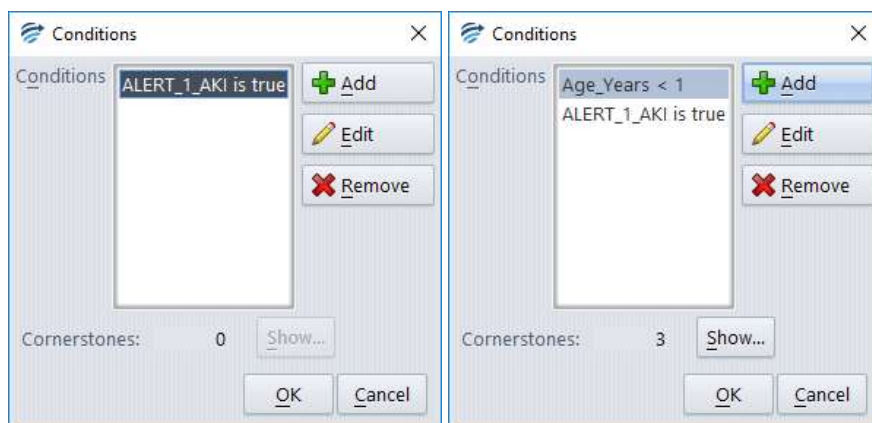 Conditions
Conditions
ALERT_1_AKI is true
Add
Edit
Remove
Cornerstones: 0 Show...
OK Cancel
Conditions
Conditions
Age_Years < 1
ALERT_1_AKI is true
Add
Edit
Remove
Cornerstones: 3 Show...
OK Cancel